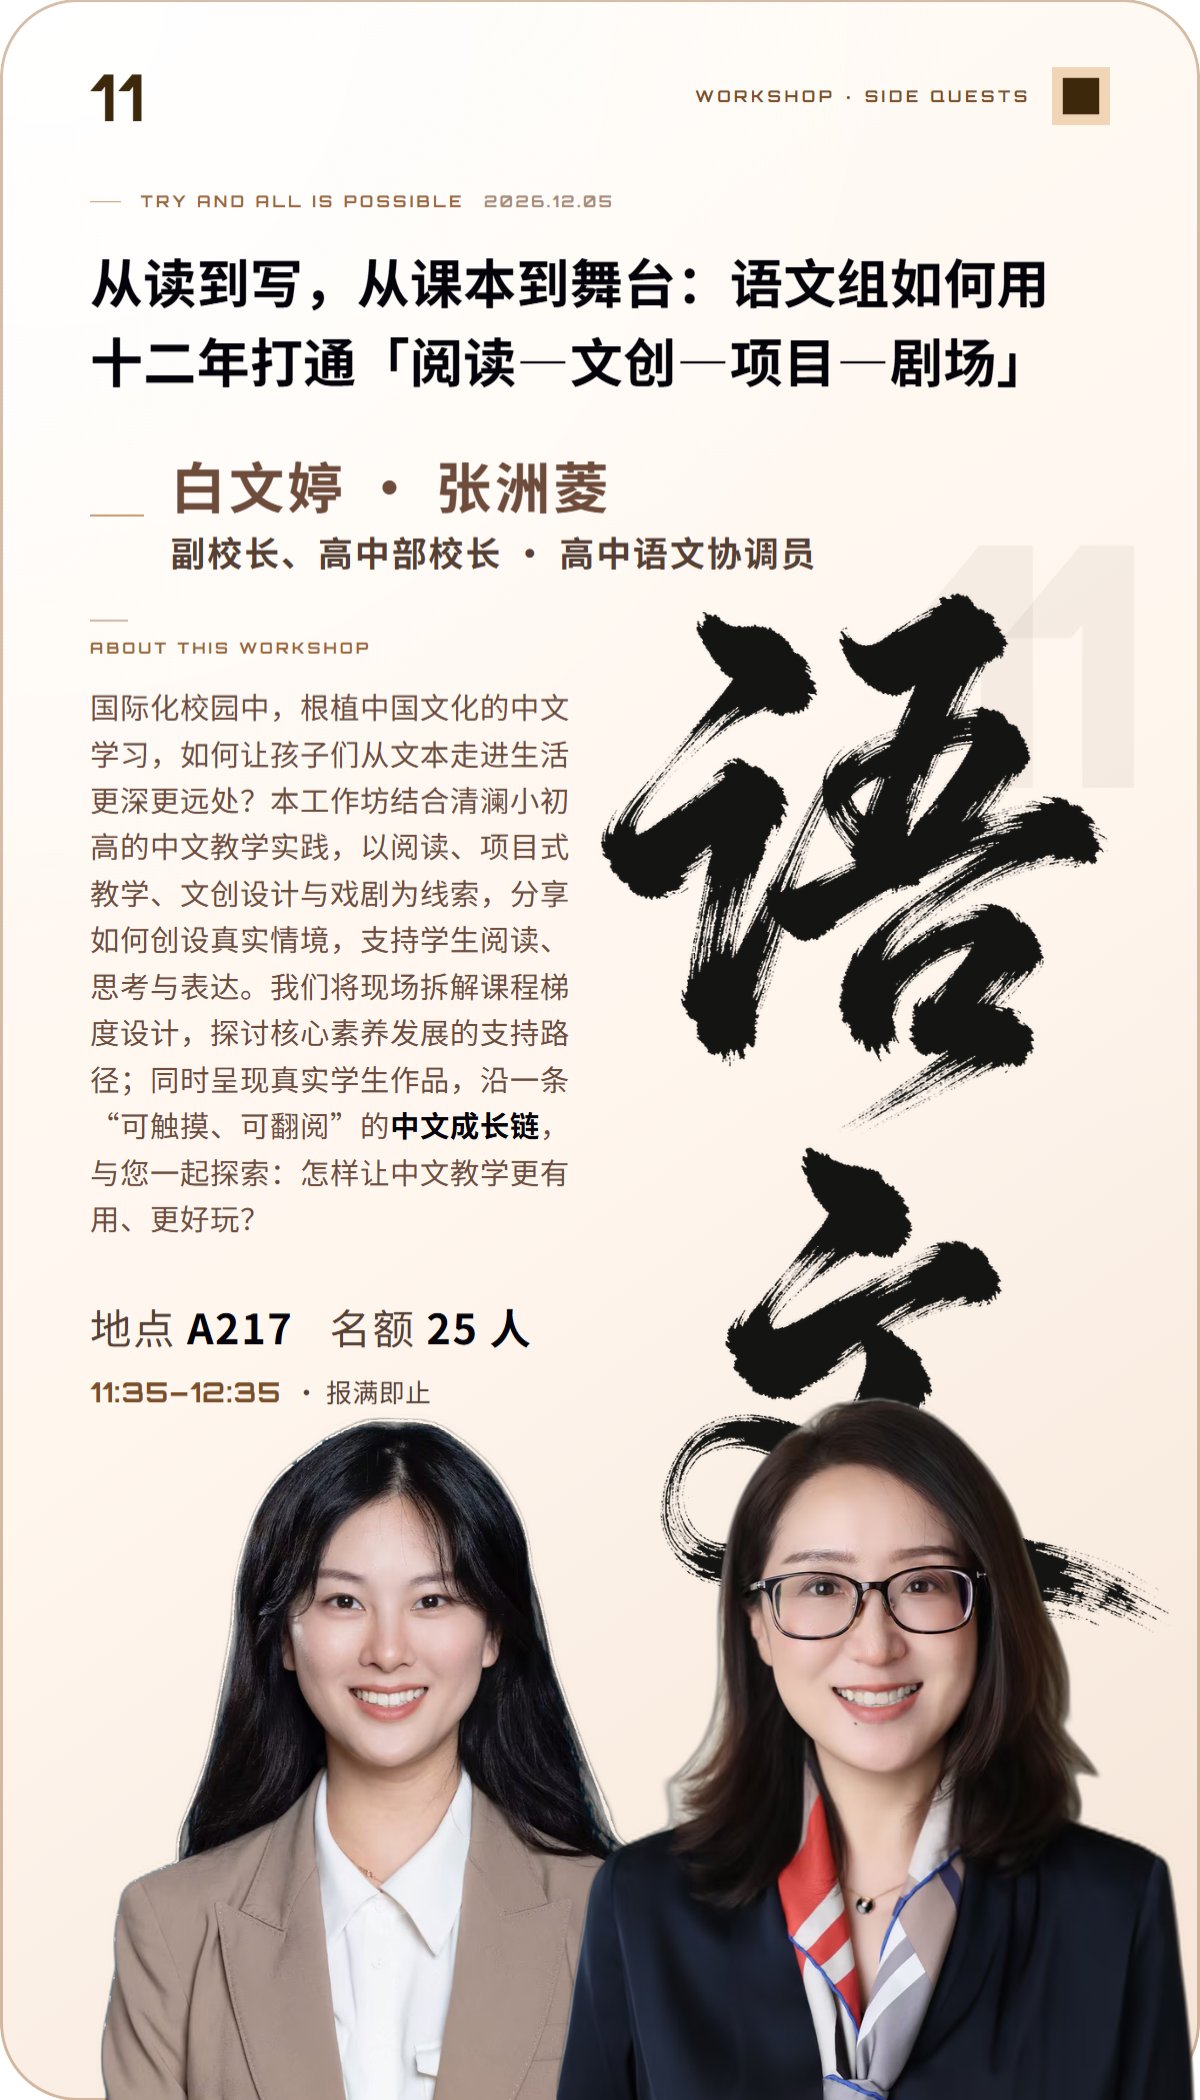 11
WORKSHOP · SIDE QUESTS
TRY AND ALL IS POSSIBLE 2026.12.05
从读到写，从课本到舞台：语文组如何用
十二年打通「阅读—文创—项目—剧场」
白文婷 · 张洲菱
副校长、高中部校长 · 高中语文协调员
11
ABOUT THIS WORKSHOP
国际化校园中，根植中国文化的中文
学习，如何让孩子们从文本走进生活
更深更远处？本工作坊结合清澜小初
高的中文教学实践，以阅读、项目式
教学、文创设计与戏剧为线索，分享
如何创设真实情境，支持学生阅读、
思考与表达。我们将现场拆解课程梯
度设计，探讨核心素养发展的支持路
径；同时呈现真实学生作品，沿一条
“可触摸、可翻阅”的中文成长链，
与您一起探索：怎样让中文教学更有
用、更好玩？
語
文
地点 A217 名额 25 人
11:35–12:35 · 报满即止